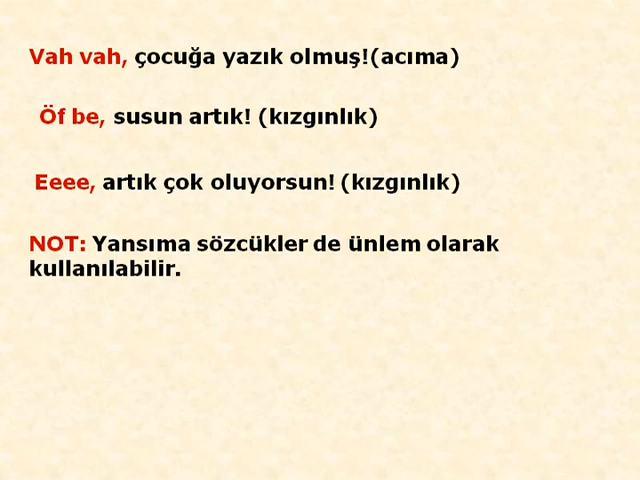 Vah vah, çocuğa yazık olmuş!(acıma)
Öf be, susun artık! (kızgınlık)
Eeee, artık çok oluyorsun! (kızgınlık)
NOT: Yansıma sözcükler de ünlem olarak
kullanılabilir.